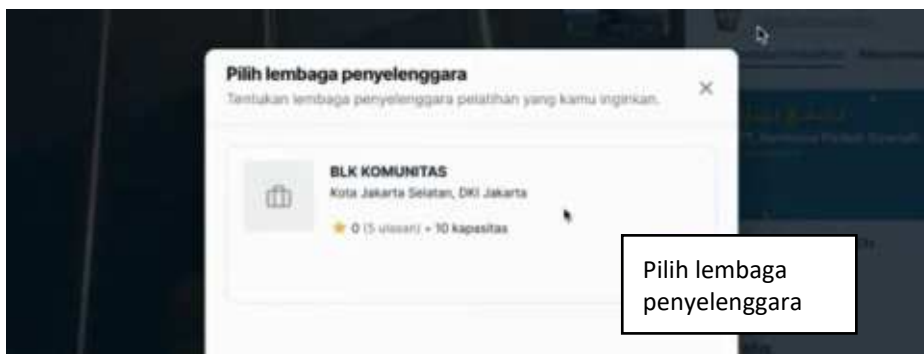 Pilih lembaga penyelenggara
Tentukan lembaga penyelenggara pelatihan yang kamu inginkan.
BLK KOMUNITAS
Kota Jakarta Selatan, DKI Jakarta
0 (5 ulasan) • 10 kapasitas
Pilih lembaga
penyelenggara